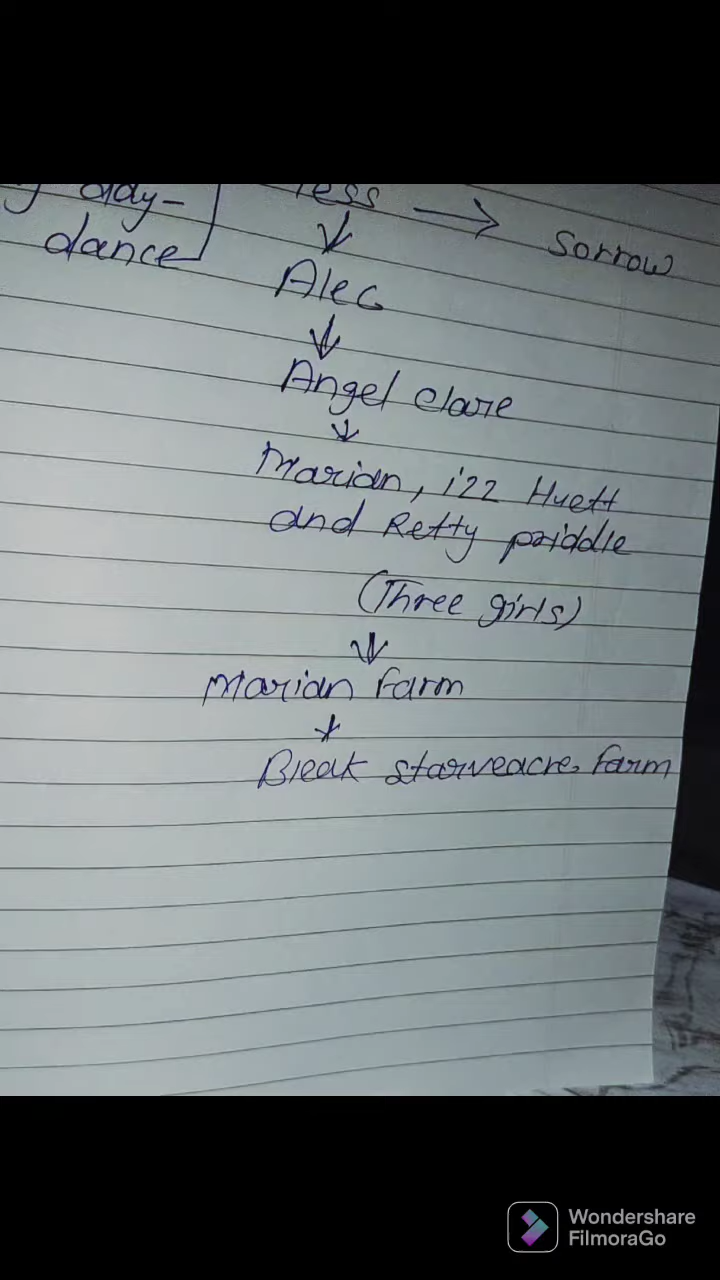 day-
dance
Tess → Sorrow
Alec
Angel Clare
Marian, izz Huett
and Retty priddle
(Three girls)
Marian Farm
Bleak starveacre Farm
Wondershare
FilmoraGo